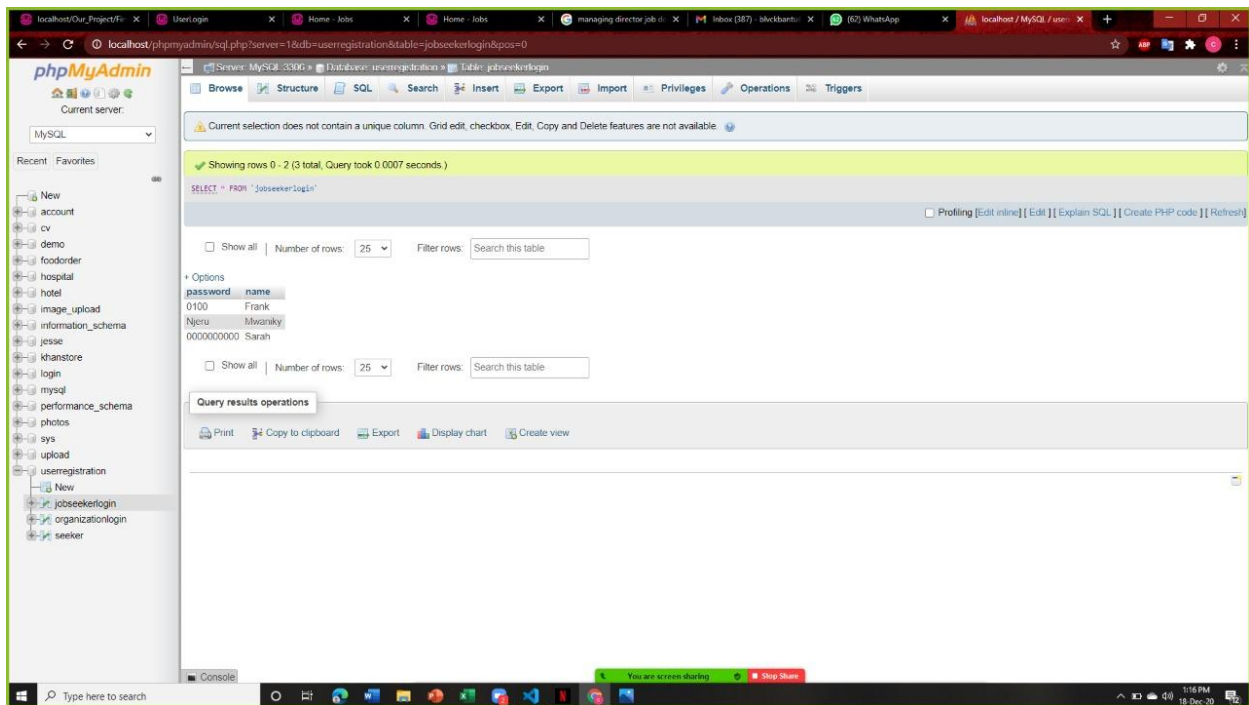 localhost/Our_Project/Fir
UserLogin
Home - Jobs
Home - Jobs
managing director job de
Inbox (387) - blvckbantu
(62) WhatsApp
localhost / MySQL / user
localhost/phpmyadmin/sql.php?server=1&db=userregistration&table=jobseekerlogin&pos=0
ABP
C
phpMyAdmin
Current server:
MySQL
Recent Favorites
New
account
cv
demo
foodorder
hospital
hotel
image_upload
information_schema
jesse
khanstore
login
mysql
performance_schema
photos
sys
upload
userregistration
New
jobseekerlogin
organizationlogin
seeker
Server: MySQL:3306 » Database: userregistration » Table: jobseekerlogin
Browse Structure SQL Search Insert Export Import Privileges Operations Triggers
Current selection does not contain a unique column. Grid edit, checkbox, Edit, Copy and Delete features are not available.
Showing rows 0 - 2 (3 total, Query took 0.0007 seconds.)
SELECT * FROM `jobseekerlogin`
Profiling [Edit inline] [ Edit ] [ Explain SQL ] [ Create PHP code ] [ Refresh]
Show all | Number of rows: 25 Filter rows: Search this table
+ Options
password name
0100 Frank
Njeru Mwaniky
0000000000 Sarah
Show all | Number of rows: 25 Filter rows: Search this table
Query results operations
Print Copy to clipboard Export Display chart Create view
Console
You are screen sharing Stop Share
Type here to search
1:16 PM
18-Dec-20